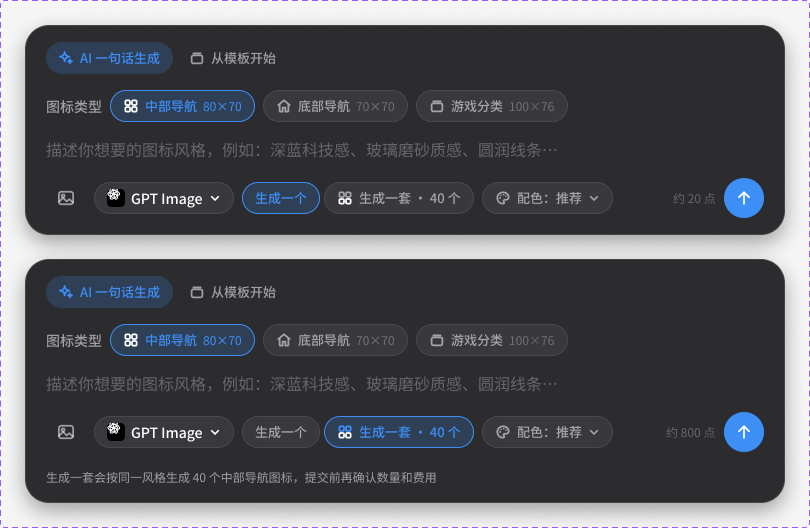 AI 一句话生成 从模板开始
图标类型 中部导航 80×70 底部导航 70×70 游戏分类 100×76
描述你想要的图标风格，例如：深蓝科技感、玻璃磨砂质感、圆润线条…
GPT Image 生成一个 生成一套 · 40 个 配色：推荐 约 20 点
AI 一句话生成 从模板开始
图标类型 中部导航 80×70 底部导航 70×70 游戏分类 100×76
描述你想要的图标风格，例如：深蓝科技感、玻璃磨砂质感、圆润线条…
GPT Image 生成一个 生成一套 · 40 个 配色：推荐 约 800 点
生成一套会按同一风格生成 40 个中部导航图标，提交前再确认数量和费用